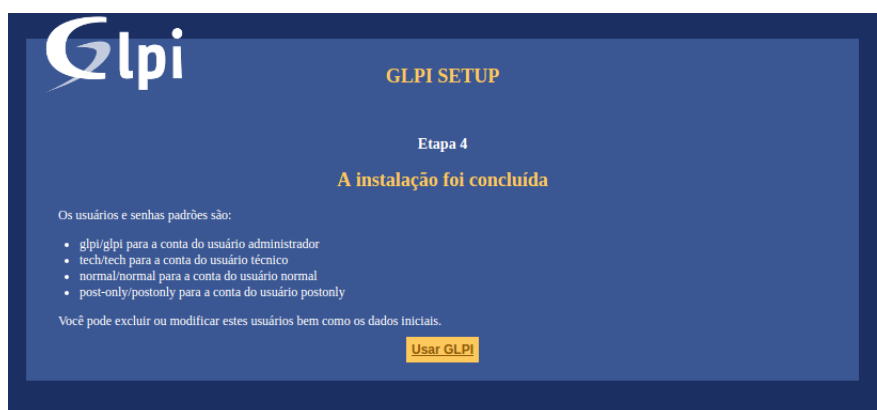 Glpi
GLPI SETUP
Etapa 4
A instalação foi concluída
Os usuários e senhas padrões são:
glpi/glpi para a conta do usuário administrador
tech/tech para a conta do usuário técnico
normal/normal para a conta do usuário normal
post-only/postonly para a conta do usuário postonly
Você pode excluir ou modificar estes usuários bem como os dados iniciais.
Usar GLPI